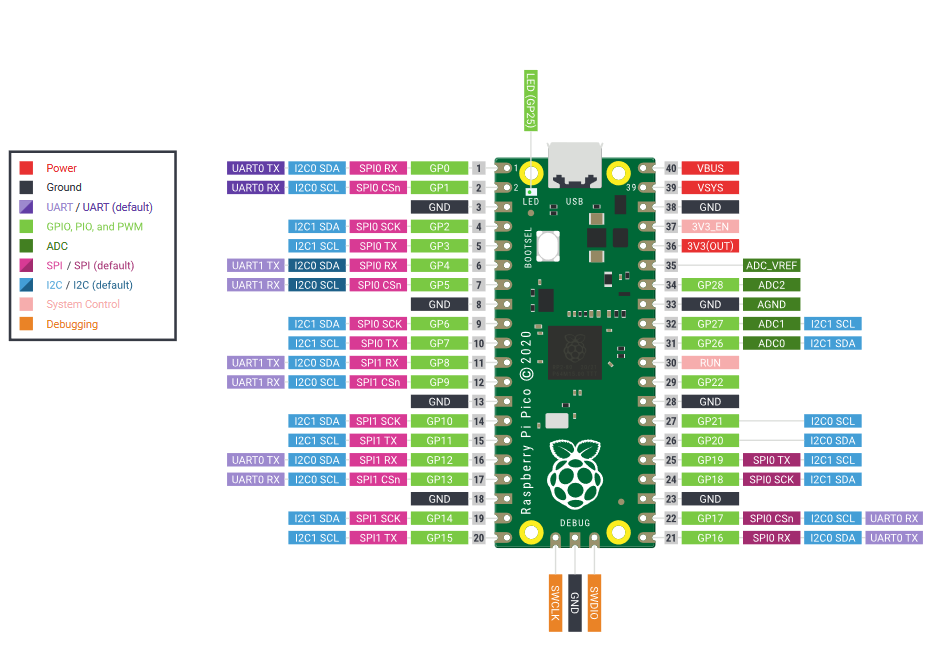 LED (GP25)
Power
Ground
UART / UART (default)
GPIO, PIO, and PWM
ADC
SPI / SPI (default)
I2C / I2C (default)
System Control
Debugging
UART0 TX I2C0 SDA SPI0 RX GP0 1 1 40 VBUS
UART0 RX I2C0 SCL SPI0 CSn GP1 2 2 39 39 VSYS
LED USB
GND 3 38 GND
I2C1 SDA SPI0 SCK GP2 4 37 3V3_EN
BOOTSEL
I2C1 SCL SPI0 TX GP3 5 36 3V3(OUT)
UART1 TX I2C0 SDA SPI0 RX GP4 6 35 ADC_VREF
UART1 RX I2C0 SCL SPI0 CSn GP5 7 34 GP28 ADC2
GND 8 33 GND AGND
I2C1 SDA SPI0 SCK GP6 9 32 GP27 ADC1 I2C1 SCL
I2C1 SCL SPI0 TX GP7 10 31 GP26 ADC0 I2C1 SDA
UART1 TX I2C0 SDA SPI1 RX GP8 11 30 RUN
UART1 RX I2C0 SCL SPI1 CSn GP9 12 29 GP22
GND 13 28 GND
I2C1 SDA SPI1 SCK GP10 14 27 GP21 I2C0 SCL
I2C1 SCL SPI1 TX GP11 15 26 GP20 I2C0 SDA
UART0 TX I2C0 SDA SPI1 RX GP12 16 25 GP19 SPI0 TX I2C1 SCL
UART0 RX I2C0 SCL SPI1 CSn GP13 17 24 GP18 SPI0 SCK I2C1 SDA
GND 18 23 GND
I2C1 SDA SPI1 SCK GP14 19 22 GP17 SPI0 CSn I2C0 SCL UART0 RX
I2C1 SCL SPI1 TX GP15 20 21 GP16 SPI0 RX I2C0 SDA UART0 TX
Raspberry Pi Pico © 2020
DEBUG
SWCLK
GND
SWDIO